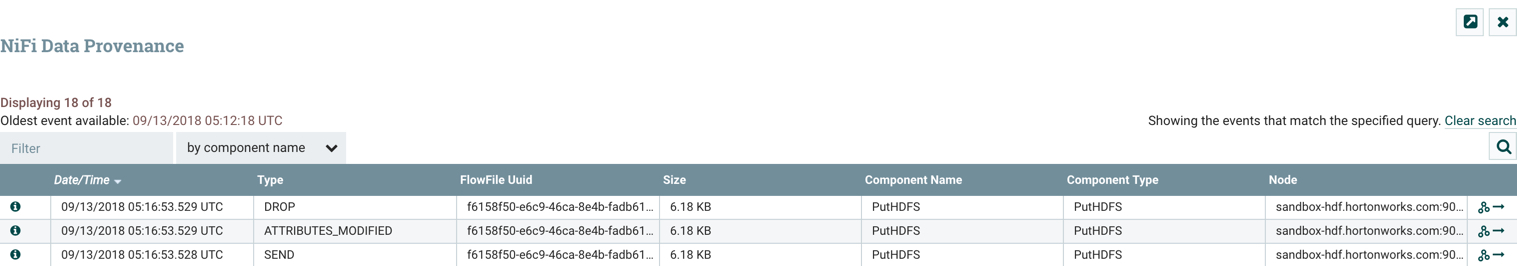 NiFi Data Provenance
Displaying 18 of 18
Oldest event available: 09/13/2018 05:12:18 UTC
Showing the events that match the specified query. Clear search
Filter by component name
Date/Time Type FlowFile Uuid Size Component Name Component Type Node
09/13/2018 05:16:53.529 UTC DROP f6158f50-e6c9-46ca-8e4b-fadb61... 6.18 KB PutHDFS PutHDFS sandbox-hdf.hortonworks.com:90...
09/13/2018 05:16:53.529 UTC ATTRIBUTES_MODIFIED f6158f50-e6c9-46ca-8e4b-fadb61... 6.18 KB PutHDFS PutHDFS sandbox-hdf.hortonworks.com:90...
09/13/2018 05:16:53.528 UTC SEND f6158f50-e6c9-46ca-8e4b-fadb61... 6.18 KB PutHDFS PutHDFS sandbox-hdf.hortonworks.com:90...